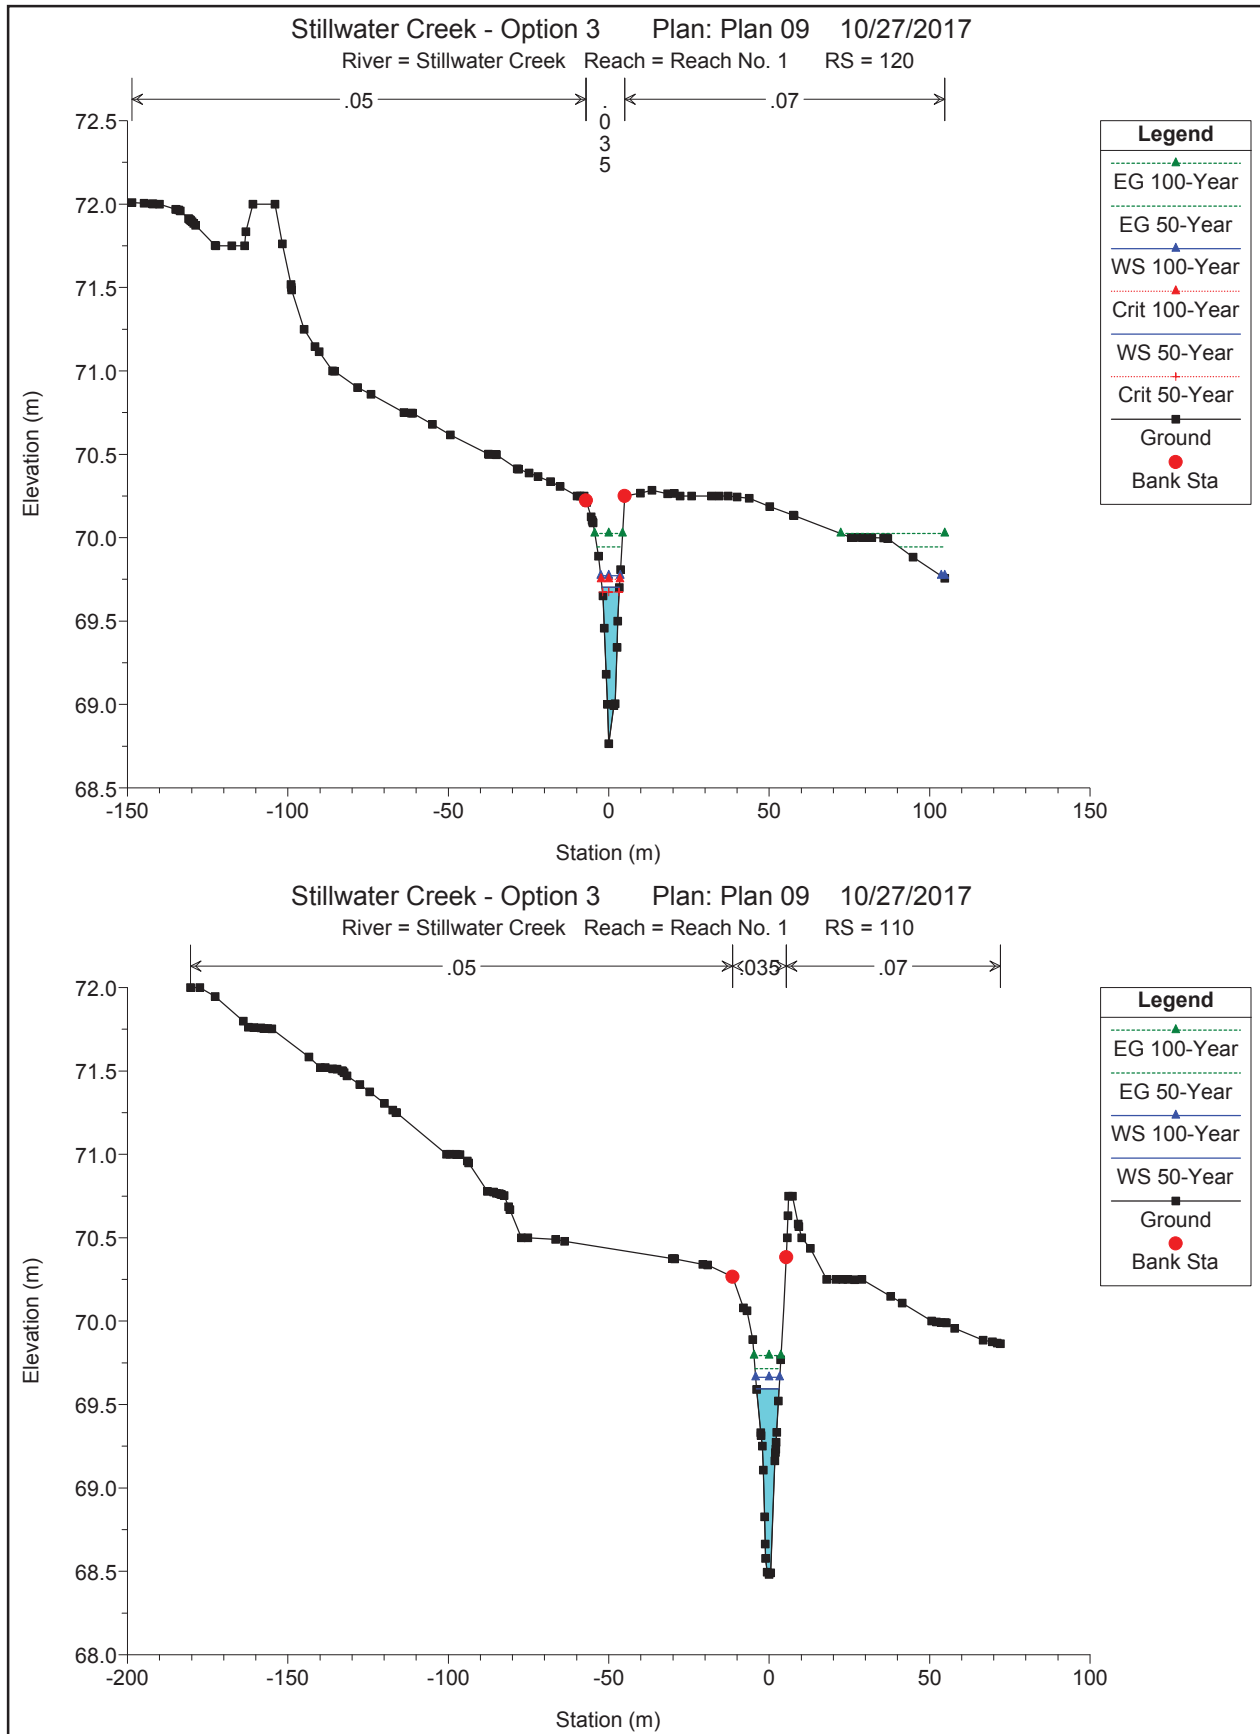 Stillwater Creek - Option 3 Plan: Plan 09 10/27/2017
River = Stillwater Creek Reach = Reach No. 1 RS = 120
.05
.035
.07
72.5
72.0
71.5
71.0
70.5
70.0
69.5
69.0
68.5
Elevation (m)
-150
-100
-50
0
50
100
150
Station (m)
Legend
EG 100-Year
EG 50-Year
WS 100-Year
Crit 100-Year
WS 50-Year
Crit 50-Year
Ground
Bank Sta
Stillwater Creek - Option 3 Plan: Plan 09 10/27/2017
River = Stillwater Creek Reach = Reach No. 1 RS = 110
.05
.035
.07
72.0
71.5
71.0
70.5
70.0
69.5
69.0
68.5
68.0
Elevation (m)
-200
-150
-100
-50
0
50
100
Station (m)
Legend
EG 100-Year
EG 50-Year
WS 100-Year
WS 50-Year
Ground
Bank Sta